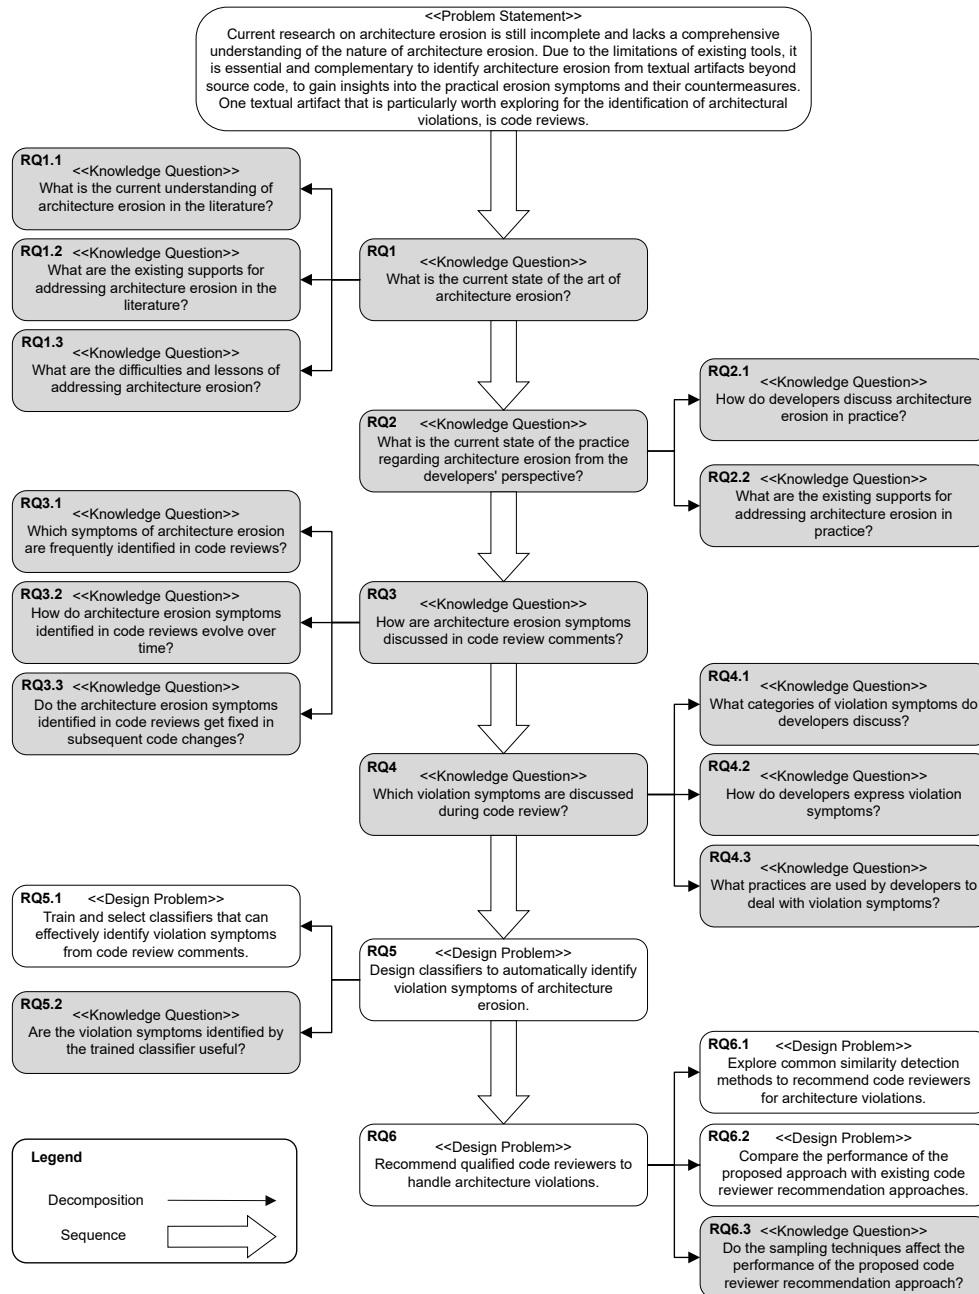 <<Problem Statement>>
Current research on architecture erosion is still incomplete and lacks a comprehensive
understanding of the nature of architecture erosion. Due to the limitations of existing tools, it
is essential and complementary to identify architecture erosion from textual artifacts beyond
source code, to gain insights into the practical erosion symptoms and their countermeasures.
One textual artifact that is particularly worth exploring for the identification of architectural
violations, is code reviews.
RQ1.1
<<Knowledge Question>>
What is the current understanding of
architecture erosion in the literature?
RQ1.2
<<Knowledge Question>>
What are the existing supports for
addressing architecture erosion in the
literature?
RQ1.3
<<Knowledge Question>>
What are the difficulties and lessons of
addressing architecture erosion?
RQ1
<<Knowledge Question>>
What is the current state of the art of
architecture erosion?
RQ2
<<Knowledge Question>>
What is the current state of the practice
regarding architecture erosion from the
developers' perspective?
RQ2.1
<<Knowledge Question>>
How do developers discuss architecture
erosion in practice?
RQ2.2
<<Knowledge Question>>
What are the existing supports for
addressing architecture erosion in
practice?
RQ3.1
<<Knowledge Question>>
Which symptoms of architecture erosion
are frequently identified in code reviews?
RQ3.2
<<Knowledge Question>>
How do architecture erosion symptoms
identified in code reviews evolve over
time?
RQ3.3
<<Knowledge Question>>
Do the architecture erosion symptoms
identified in code reviews get fixed in
subsequent code changes?
RQ3
<<Knowledge Question>>
How are architecture erosion symptoms
discussed in code review comments?
RQ4
<<Knowledge Question>>
Which violation symptoms are discussed
during code review?
RQ4.1
<<Knowledge Question>>
What categories of violation symptoms do
developers discuss?
RQ4.2
<<Knowledge Question>>
How do developers express violation
symptoms?
RQ4.3
<<Knowledge Question>>
What practices are used by developers to
deal with violation symptoms?
RQ5.1
<<Design Problem>>
Train and select classifiers that can
effectively identify violation symptoms
from code review comments.
RQ5.2
<<Knowledge Question>>
Are the violation symptoms identified by
the trained classifier useful?
RQ5
<<Design Problem>>
Design classifiers to automatically identify
violation symptoms of architecture
erosion.
RQ6
<<Design Problem>>
Recommend qualified code reviewers to
handle architecture violations.
RQ6.1
<<Design Problem>>
Explore common similarity detection
methods to recommend code reviewers
for architecture violations.
RQ6.2
<<Design Problem>>
Compare the performance of the
proposed approach with existing code
reviewer recommendation approaches.
RQ6.3
<<Knowledge Question>>
Do the sampling techniques affect the
performance of the proposed code
reviewer recommendation approach?
Legend
Decomposition
Sequence